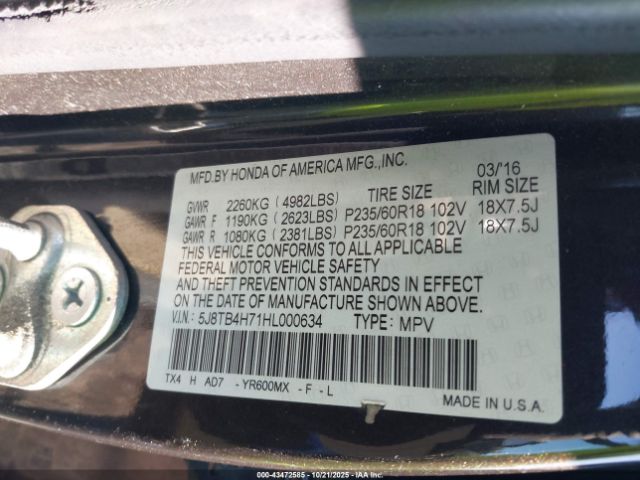 MFD.BY HONDA OF AMERICA MFG.,INC. 03/'16
GVWR 2260KG ( 4982LBS) TIRE SIZE RIM SIZE
GAWR F 1190KG (2623LBS) P235/60R18 102V 18X7.5J
GAWR R 1080KG (2381LBS) P235/60R18 102V 18X7.5J
THIS VEHICLE CONFORMS TO ALL APPLICABLE
FEDERAL MOTOR VEHICLE SAFETY
AND THEFT PREVENTION STANDARDS IN EFFECT
ON THE DATE OF MANUFACTURE SHOWN ABOVE.
V.I.N.: 5J8TB4H71HL000634 TYPE: MPV
TX4 H AD7 -YR600MX -F-L
MADE IN U.S.A.
000-43472585 - 10/21/2025 - IAA Inc.